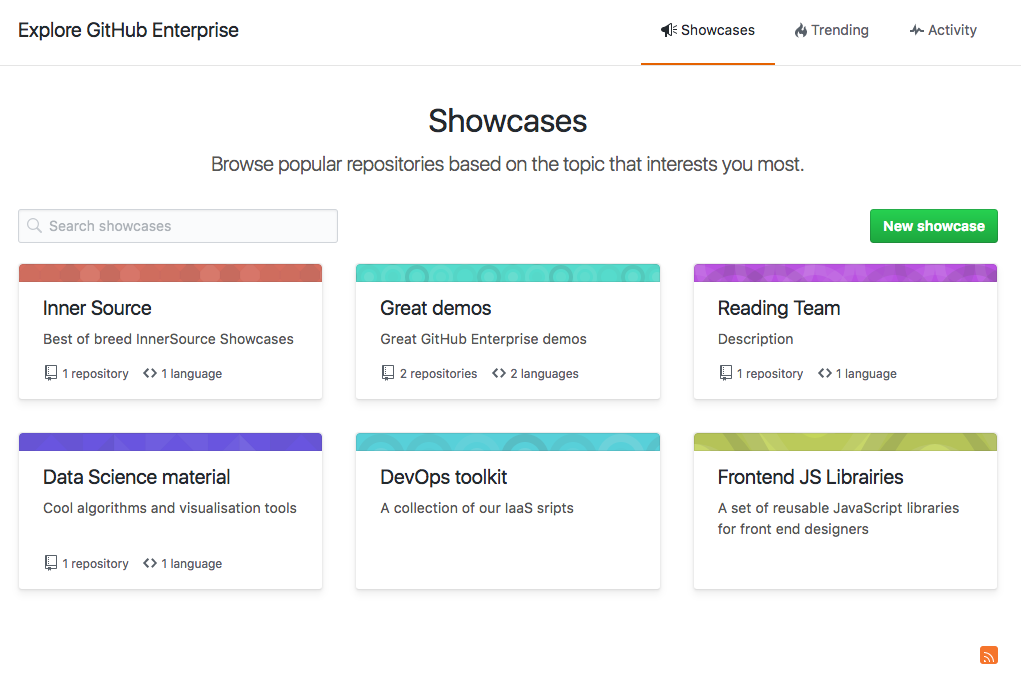 Explore GitHub Enterprise
Showcases
Trending
Activity
Showcases
Browse popular repositories based on the topic that interests you most.
Search showcases
New showcase
Inner Source
Best of breed InnerSource Showcases
1 repository
1 language
Great demos
Great GitHub Enterprise demos
2 repositories
2 languages
Reading Team
Description
1 repository
1 language
Data Science material
Cool algorithms and visualisation tools
1 repository
1 language
DevOps toolkit
A collection of our IaaS sripts
Frontend JS Librairies
A set of reusable JavaScript libraries
for front end designers